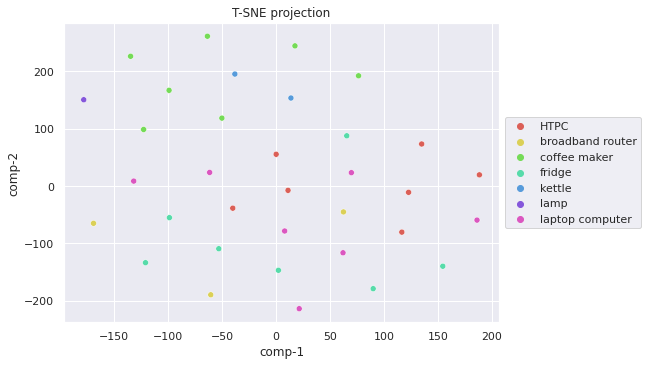 T-SNE projection
comp-2
200
100
0
−100
−200
−150
−100
−50
0
50
100
150
200
comp-1
HTPC
broadband router
coffee maker
fridge
kettle
lamp
laptop computer